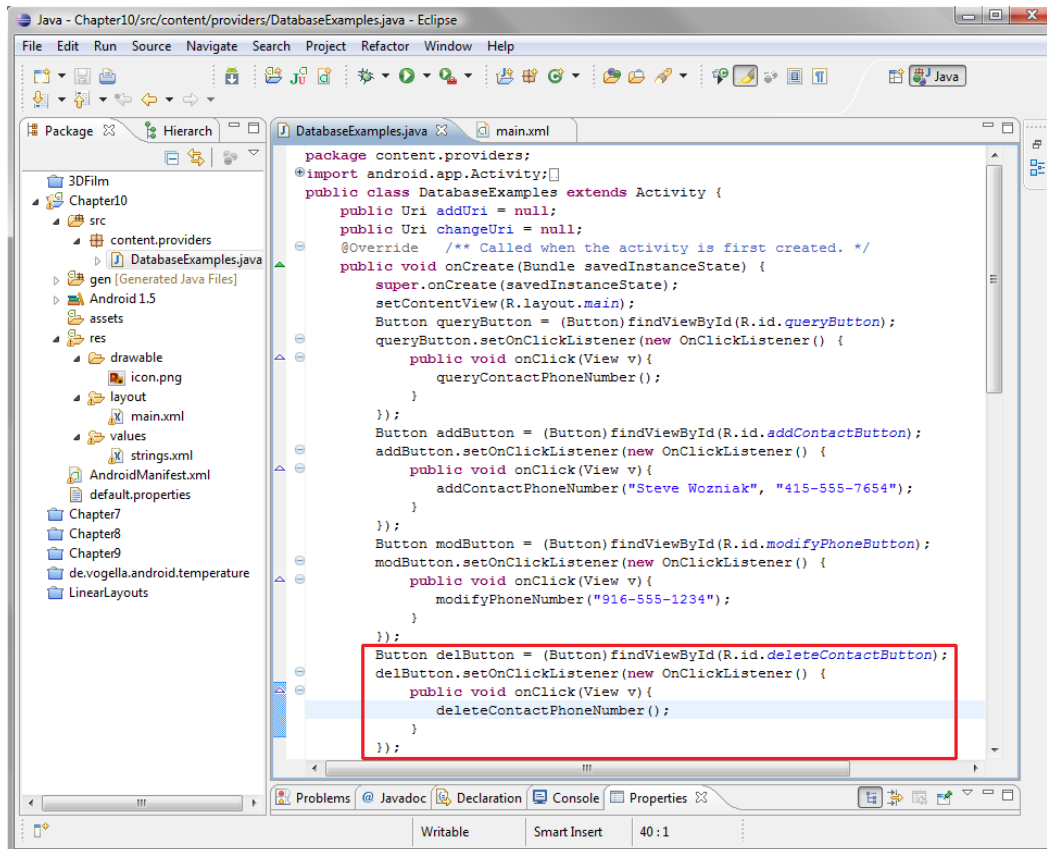 Java - Chapter10/src/content/providers/DatabaseExamples.java - Eclipse
File Edit Run Source Navigate Search Project Refactor Window Help
Java
Package
Hierarch
DatabaseExamples.java
main.xml
3DFilm
Chapter10
src
content.providers
DatabaseExamples.java
gen [Generated Java Files]
Android 1.5
assets
res
drawable
icon.png
layout
main.xml
values
strings.xml
AndroidManifest.xml
default.properties
Chapter7
Chapter8
Chapter9
de.vogella.android.temperature
LinearLayouts
package content.providers;
import android.app.Activity;
public class DatabaseExamples extends Activity {
public Uri addUri = null;
public Uri changeUri = null;
@Override /** Called when the activity is first created. */
public void onCreate(Bundle savedInstanceState) {
super.onCreate(savedInstanceState);
setContentView(R.layout.main);
Button queryButton = (Button)findViewById(R.id.queryButton);
queryButton.setOnClickListener(new OnClickListener() {
public void onClick(View v){
queryContactPhoneNumber();
}
});
Button addButton = (Button)findViewById(R.id.addContactButton);
addButton.setOnClickListener(new OnClickListener() {
public void onClick(View v){
addContactPhoneNumber("Steve Wozniak", "415-555-7654");
}
});
Button modButton = (Button)findViewById(R.id.modifyPhoneButton);
modButton.setOnClickListener(new OnClickListener() {
public void onClick(View v){
modifyPhoneNumber("916-555-1234");
}
});
Button delButton = (Button)findViewById(R.id.deleteContactButton);
delButton.setOnClickListener(new OnClickListener() {
public void onClick(View v){
deleteContactPhoneNumber();
}
});
Problems @ Javadoc Declaration Console Properties
Writable Smart Insert 40 : 1